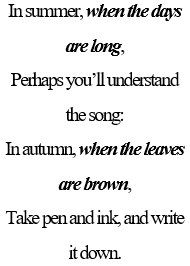 In summer, when the days
are long,
Perhaps you'll understand
the song:
In autumn, when the leaves
are brown,
Take pen and ink, and write
it down.